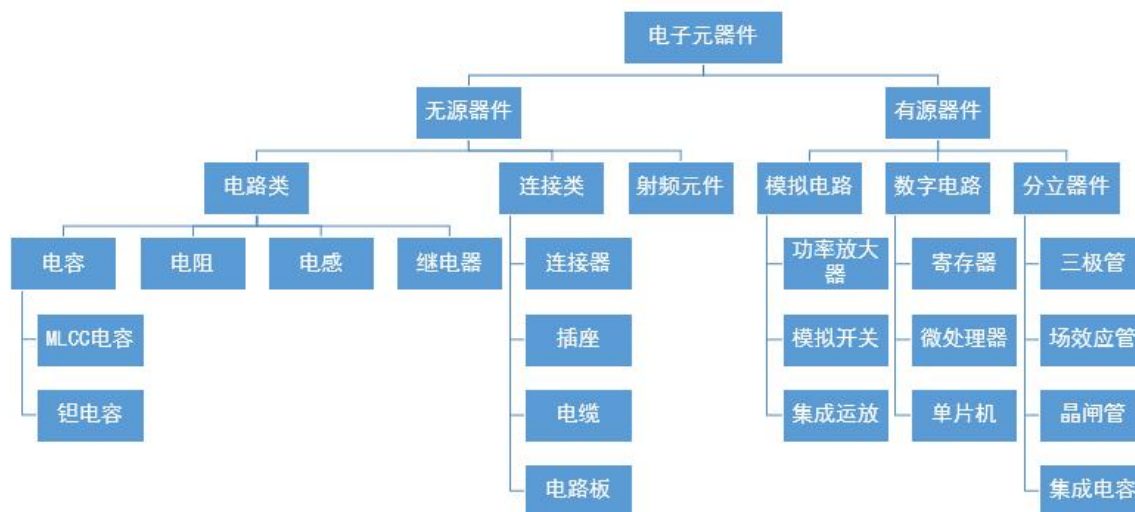 电子元器件
无源器件
有源器件
电路类
连接类
射频元件
模拟电路
数字电路
分立器件
电容
电阻
电感
继电器
连接器
功率放大
器
寄存器
三极管
MLCC电容
插座
模拟开关
微处理器
场效应管
钽电容
电缆
集成运放
单片机
晶闸管
电路板
集成电容